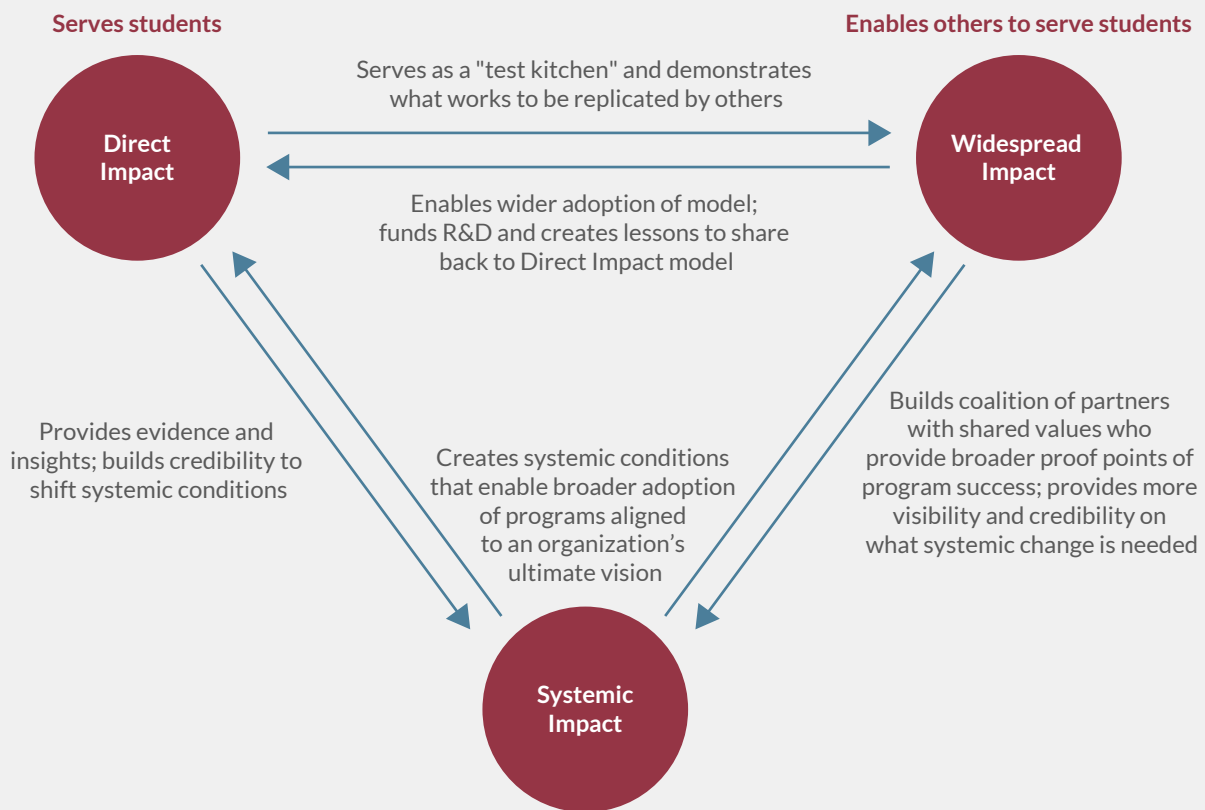 Serves students
Enables others to serve students
Serves as a "test kitchen" and demonstrates
what works to be replicated by others
Direct
Impact
Widespread
Impact
Enables wider adoption of model;
funds R&D and creates lessons to share
back to Direct Impact model
Provides evidence and
insights; builds credibility to
shift systemic conditions
Creates systemic conditions
that enable broader adoption
of programs aligned
to an organization’s
ultimate vision
Builds coalition of partners
with shared values who
provide broader proof points of
program success; provides more
visibility and credibility on
what systemic change is needed
Systemic
Impact